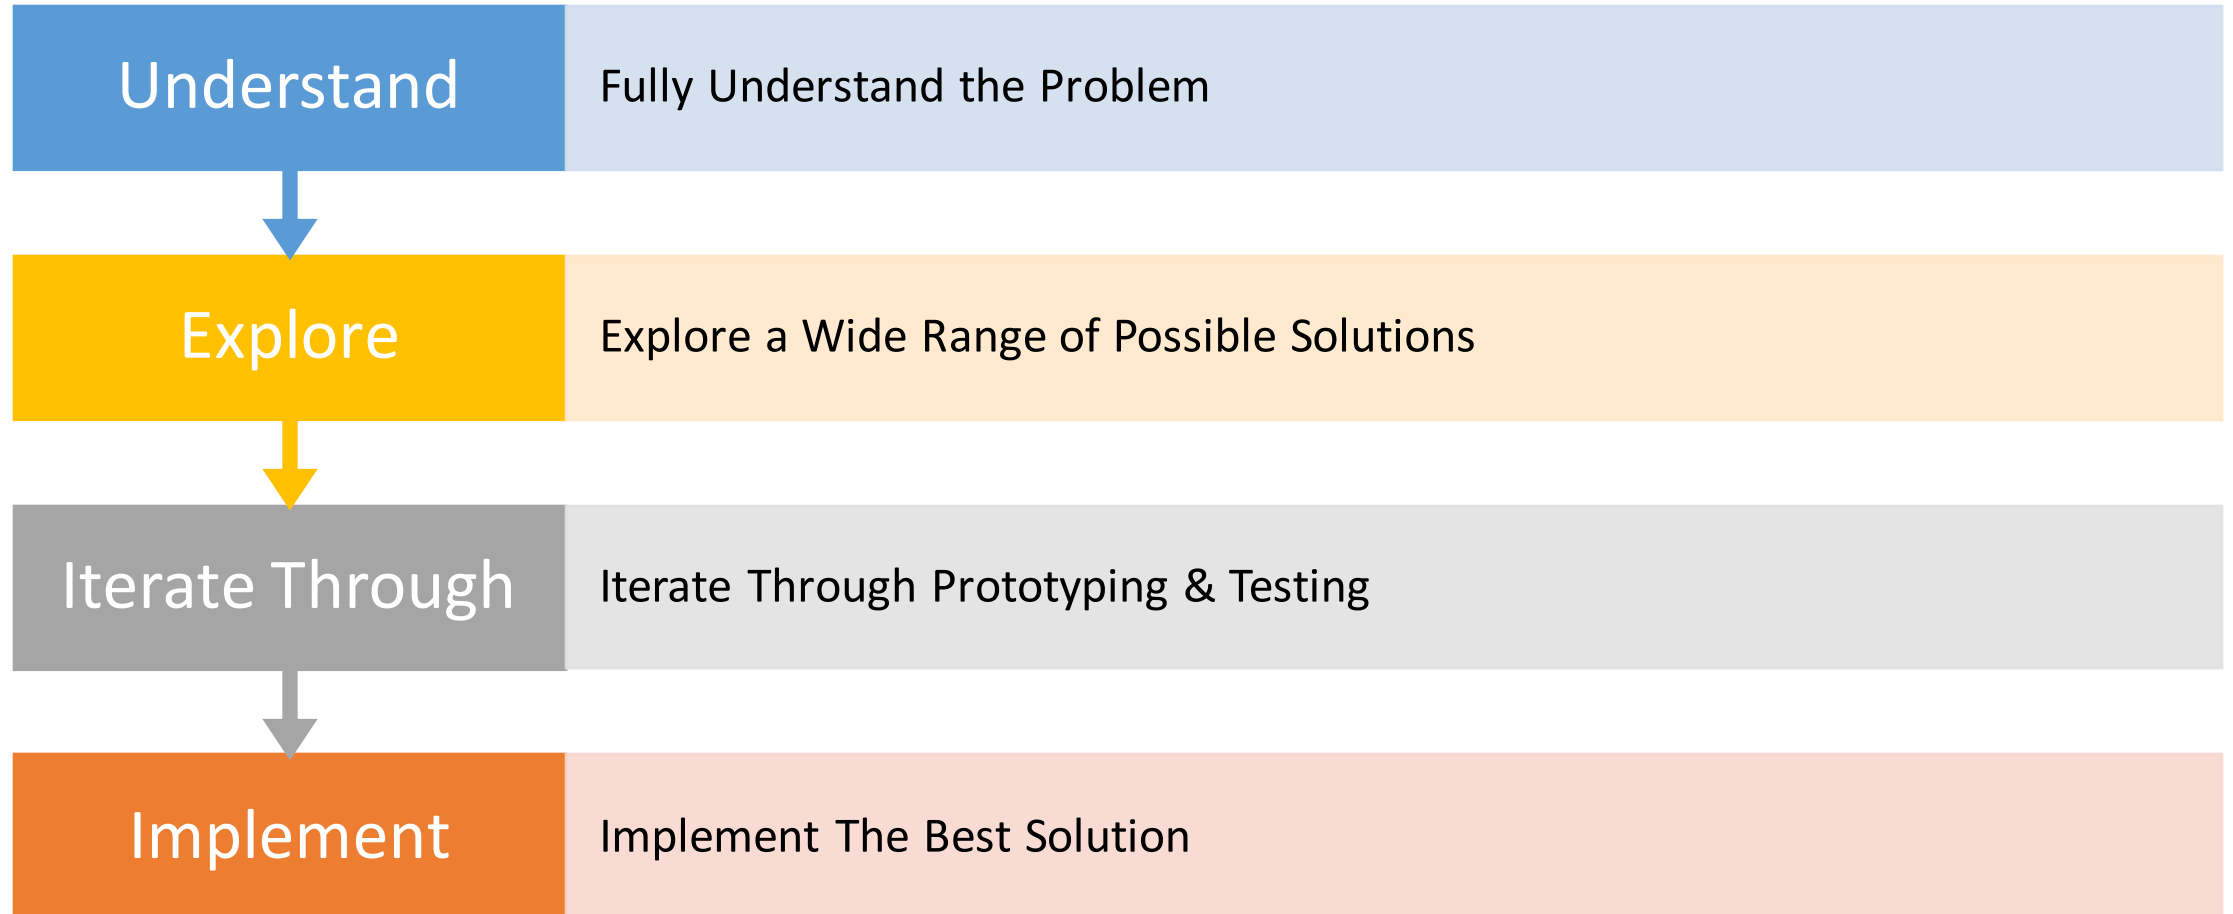 Understand
Fully Understand the Problem
Explore
Explore a Wide Range of Possible Solutions
Iterate Through
Iterate Through Prototyping & Testing
Implement
Implement The Best Solution